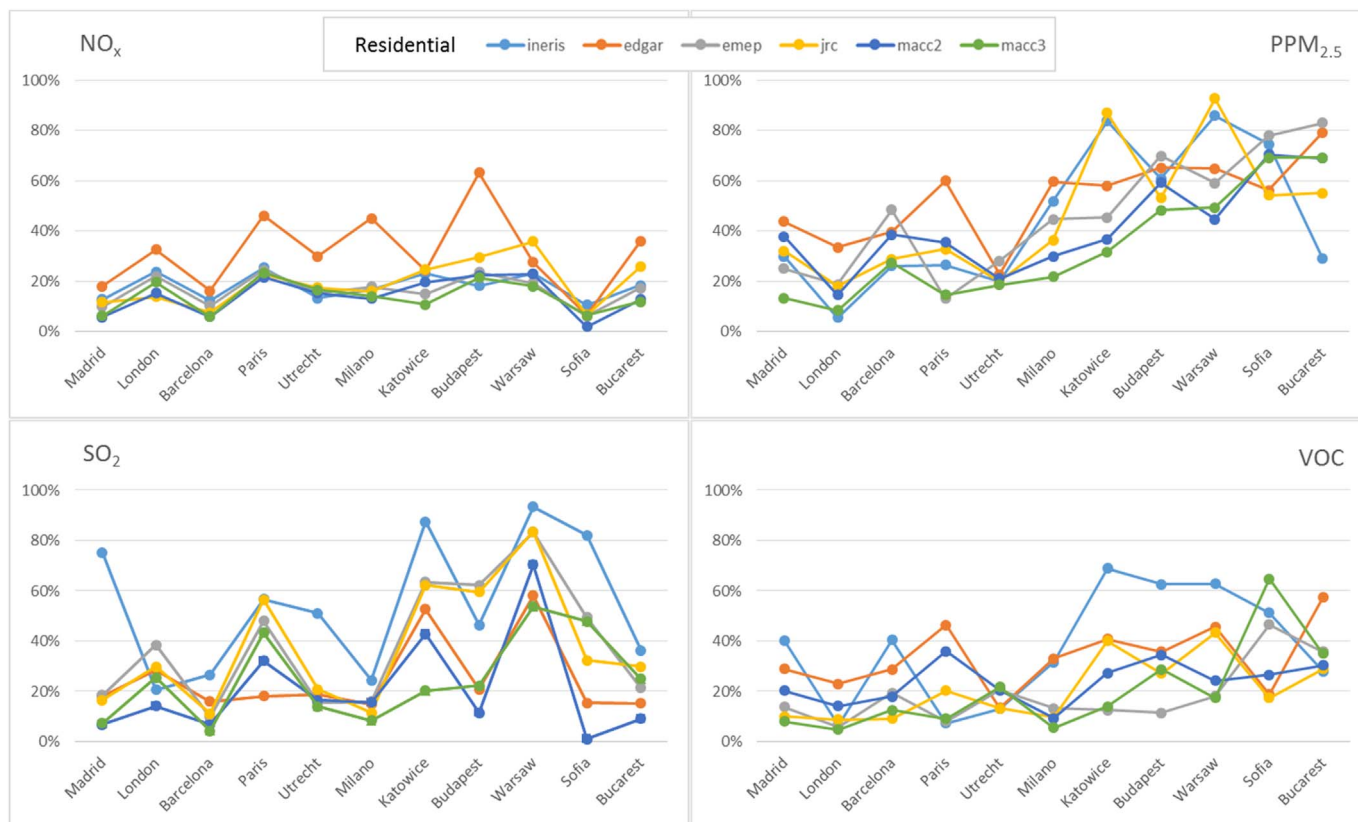 NOx
Residential ineris edgar emep jrc macc2 macc3
PPM2.5
100%
80%
60%
40%
20%
0%
Madrid
London
Barcelona
Paris
Utrecht
Milano
Katowice
Budapest
Warsaw
Sofia
Bucarest
100%
80%
60%
40%
20%
0%
Madrid
London
Barcelona
Paris
Utrecht
Milano
Katowice
Budapest
Warsaw
Sofia
Bucarest
SO2
100%
80%
60%
40%
20%
0%
Madrid
London
Barcelona
Paris
Utrecht
Milano
Katowice
Budapest
Warsaw
Sofia
Bucarest
VOC
100%
80%
60%
40%
20%
0%
Madrid
London
Barcelona
Paris
Utrecht
Milano
Katowice
Budapest
Warsaw
Sofia
Bucarest